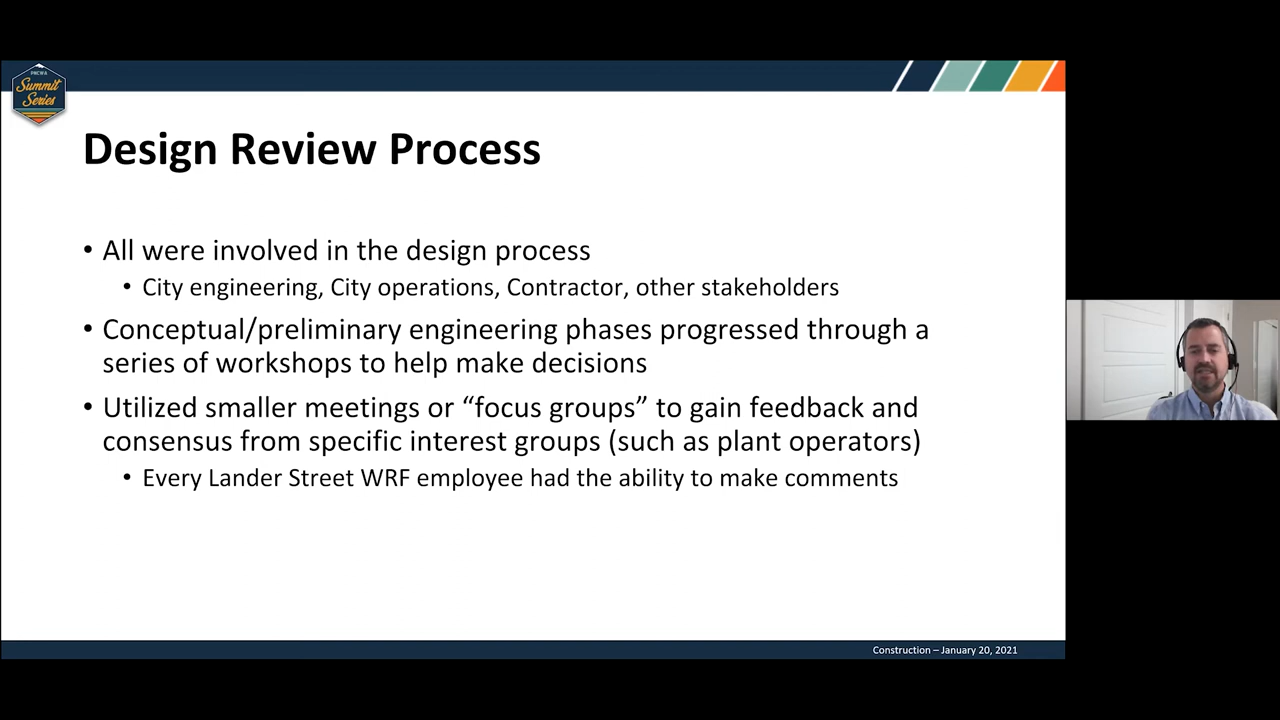 PNCWA
Summit
Series
Design Review Process
• All were involved in the design process
• City engineering, City operations, Contractor, other stakeholders
• Conceptual/preliminary engineering phases progressed through a
series of workshops to help make decisions
• Utilized smaller meetings or “focus groups” to gain feedback and
consensus from specific interest groups (such as plant operators)
• Every Lander Street WRF employee had the ability to make comments
Construction – January 20, 2021